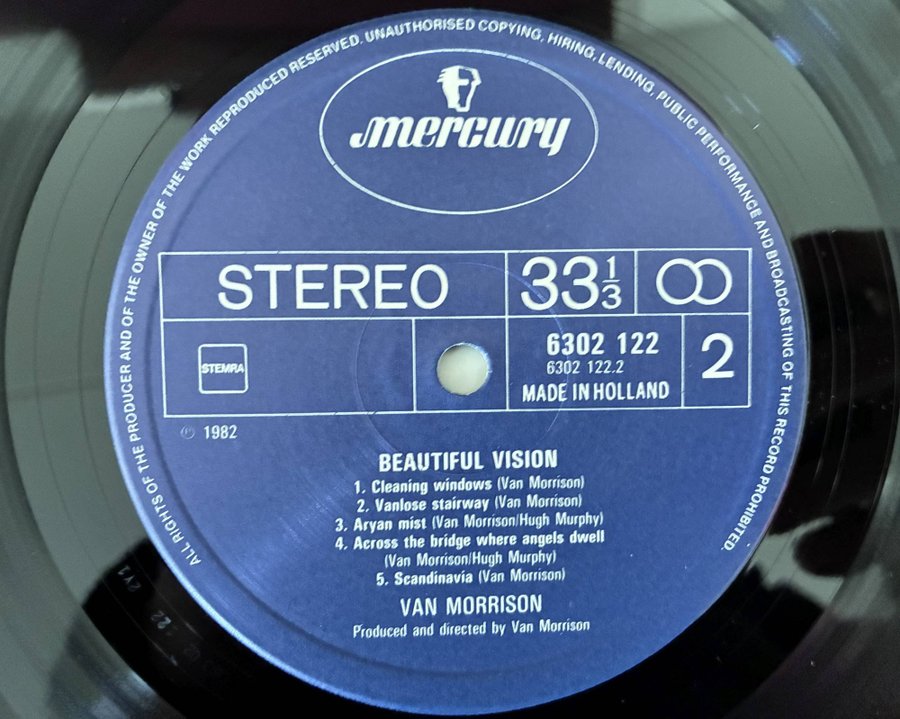 ALL RIGHTS OF THE PRODUCER AND OF THE OWNER OF THE WORK REPRODUCED RESERVED. UNAUTHORISED COPYING, HIRING, LENDING, PUBLIC PERFORMANCE AND BROADCASTING OF THIS RECORD PROHIBITED.
mercury
STEREO 33 1/3
STEMRA
6302 122
6302 122.2
MADE IN HOLLAND
2
℗ 1982
BEAUTIFUL VISION
1. Cleaning windows (Van Morrison)
2. Vanlose stairway (Van Morrison)
3. Aryan mist (Van Morrison/Hugh Murphy)
4. Across the bridge where angels dwell
(Van Morrison/Hugh Murphy)
5. Scandinavia (Van Morrison)
VAN MORRISON
Produced and directed by Van Morrison